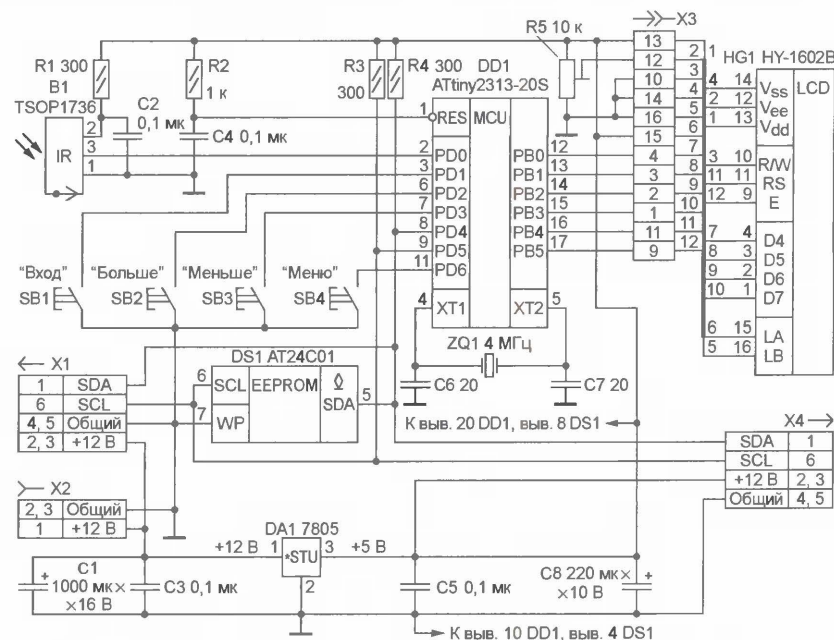 R1 300
B1
TSOP1736
IR
2
3
1
C2
0,1 мк
R2
1 к
C4 0,1 мк
R3
300
R4 300
DD1
ATtiny2313-20S
1
RES
MCU
2
PD0
3
PD1
6
PD2
7
PD3
8
PD4
9
PD5
11
PD6
4
XT1
XT2
5
PB0
12
PB1
13
PB2
14
PB3
15
PB4
16
PB5
17
ZQ1 4 МГц
C6 20
C7 20
R5 10 к
X3
13
12
10
14
16
15
4
3
2
1
11
9
1
2
3
4
5
6
7
8
9
10
11
12
HG1 HY-1602B
LCD
4 14 Vss
2 12 Vee
1 13 Vdd
3 10 R/W
11 11 RS
12 9 E
7 4 D4
8 3 D5
9 2 D6
10 1 D7
6 15 LA
5 16 LB
"Вход" "Больше" "Меньше" "Меню"
SB1 SB2 SB3 SB4
X1
1 SDA
6 SCL
4, 5 Общий
2, 3 +12 В
DS1 AT24C01
6
SCL
EEPROM
7
WP
SDA
5
К выв. 20 DD1, выв. 8 DS1
X4
SDA 1
SCL 6
+12 В 2, 3
Общий 4, 5
X2
2, 3 Общий
1 +12 В
DA1 7805
+12 В
1
*STU
3
+5 В
2
C1
1000 мк×
×16 В
C3 0,1 мк
C5 0,1 мк
C8 220 мк×
×10 В
К выв. 10 DD1, выв. 4 DS1